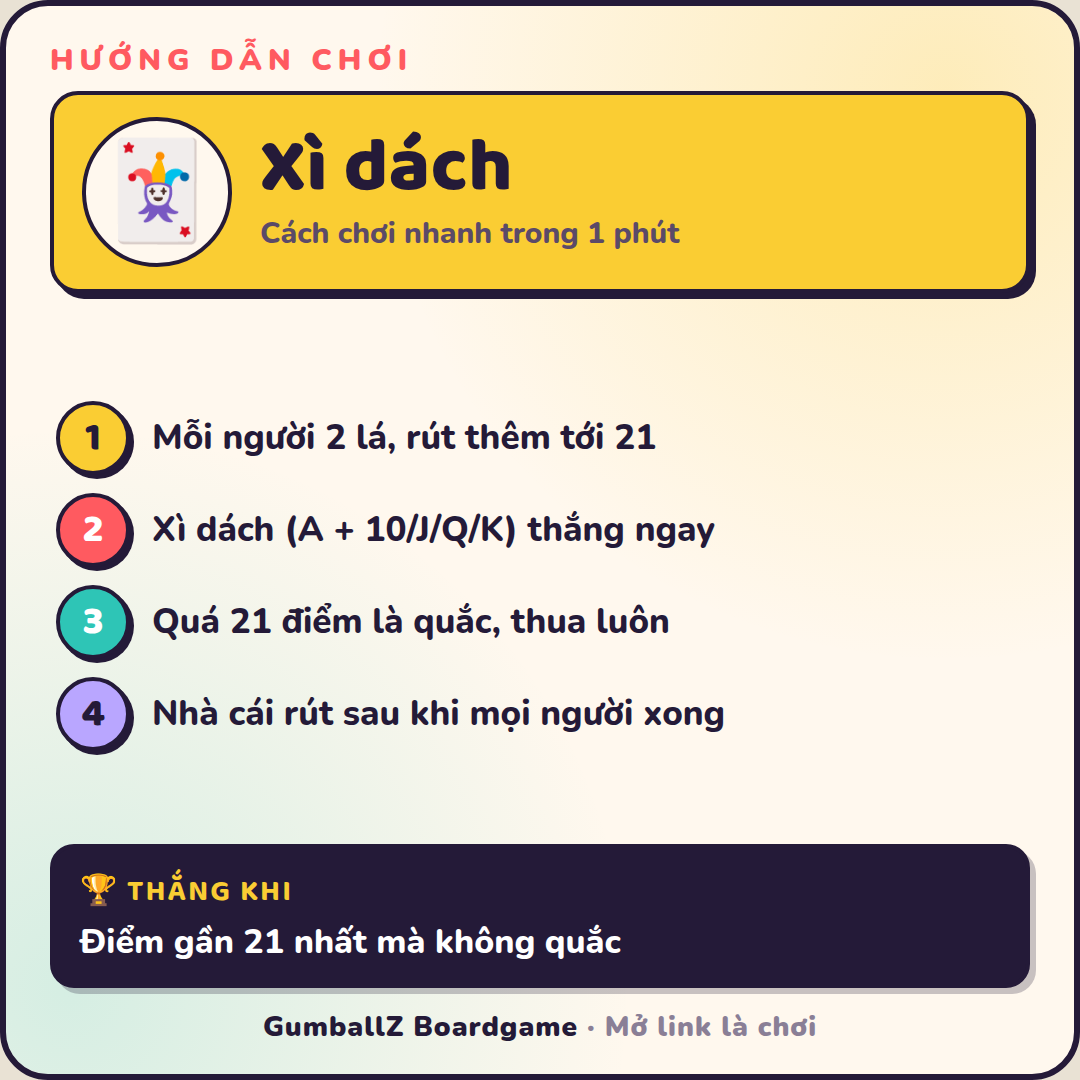 HƯỚNG DẪN CHƠI
Xì dách
Cách chơi nhanh trong 1 phút
1 Mỗi người 2 lá, rút thêm tới 21
2 Xì dách (A + 10/J/Q/K) thắng ngay
3 Quá 21 điểm là quắc, thua luôn
4 Nhà cái rút sau khi mọi người xong
🏆 THẮNG KHI
Điểm gần 21 nhất mà không quắc
GumballZ Boardgame · Mở link là chơi